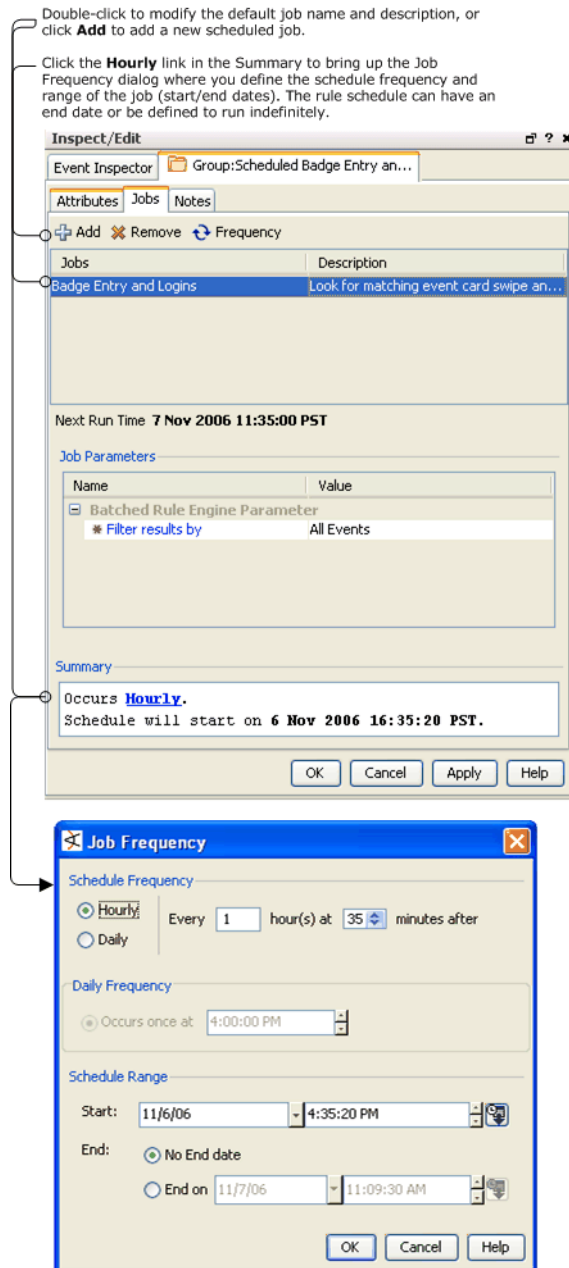 Double-click to modify the default job name and description, or
click Add to add a new scheduled job.
Click the Hourly link in the Summary to bring up the Job
Frequency dialog where you define the schedule frequency and
range of the job (start/end dates). The rule schedule can have an
end date or be defined to run indefinitely.
Inspect/Edit
Event Inspector Group:Scheduled Badge Entry an...
Attributes Jobs Notes
Add Remove Frequency
Jobs Description
Badge Entry and Logins Look for matching event card swipe an...
Next Run Time 7 Nov 2006 11:35:00 PST
Job Parameters
Name Value
Batched Rule Engine Parameter
Filter results by All Events
Summary
Occurs Hourly.
Schedule will start on 6 Nov 2006 16:35:20 PST.
OK Cancel Apply Help
Job Frequency
Schedule Frequency
Hourly Every 1 hour(s) at 35 minutes after
Daily
Daily Frequency
Occurs once at 4:00:00 PM
Schedule Range
Start: 11/6/06 4:35:20 PM
End: No End date
End on 11/7/06 11:09:30 AM
OK Cancel Help